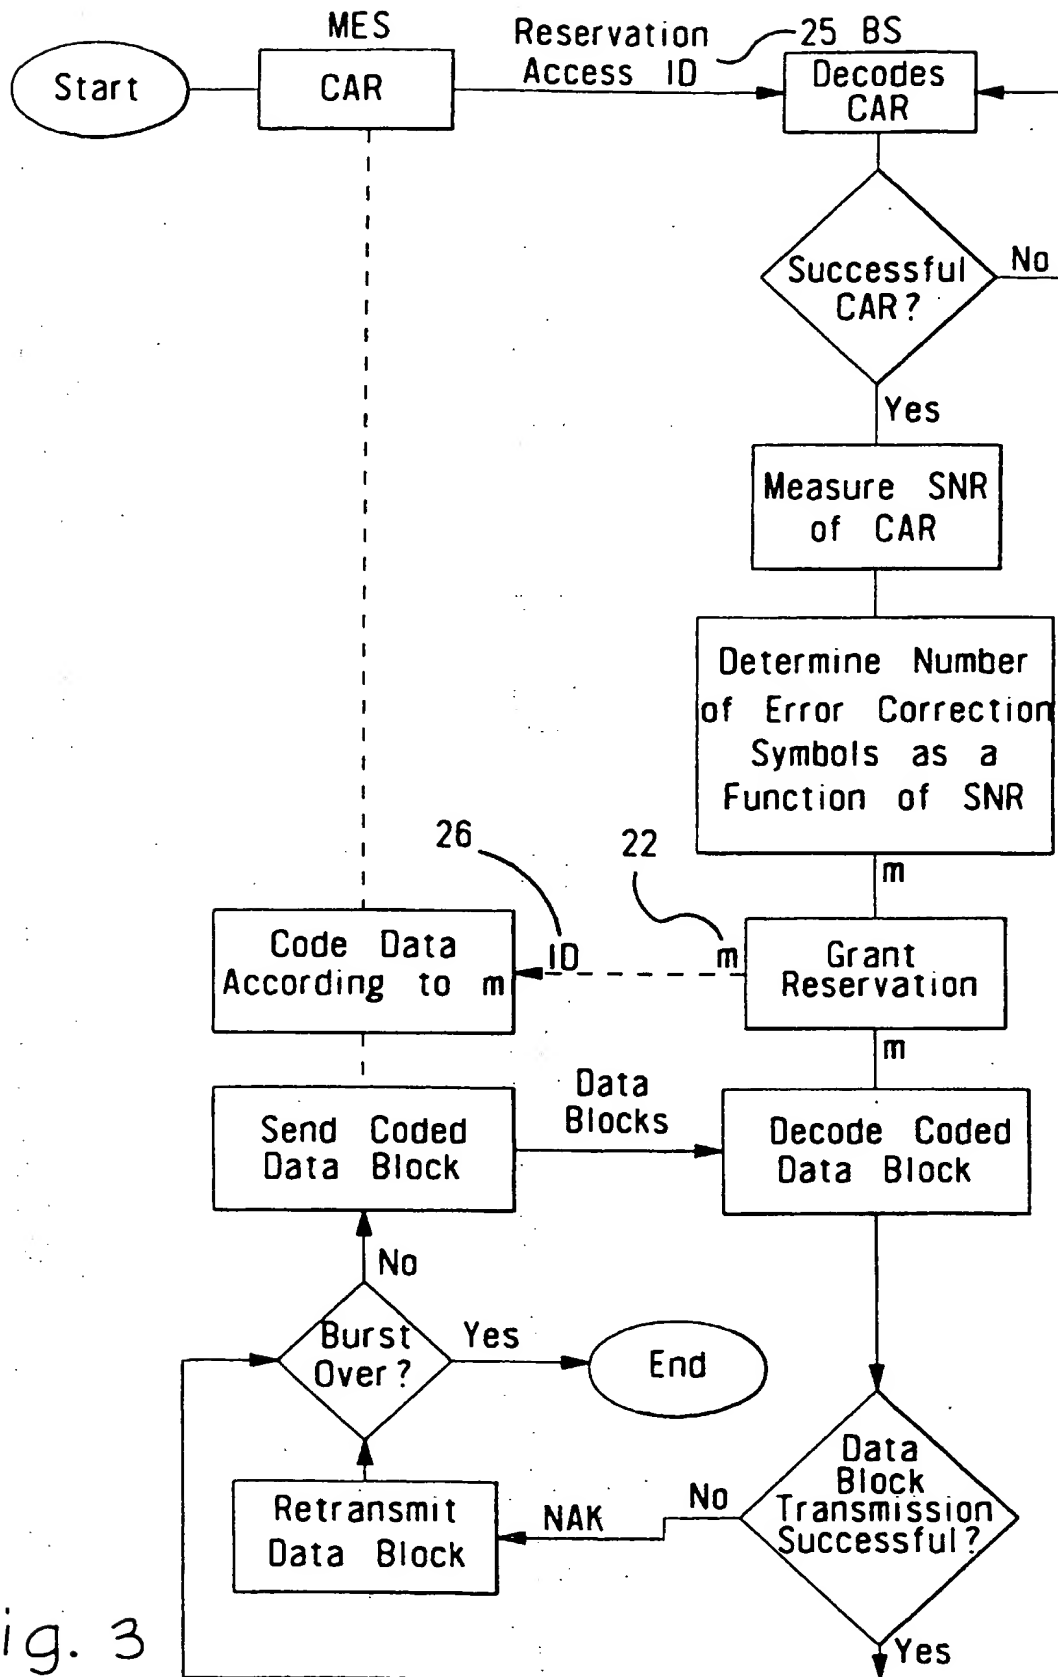 MES
Reservation
Access ID
25 BS
Start
CAR
Decodes
CAR
Successful
CAR?
No
Yes
Measure SNR
of CAR
Determine Number
of Error Correction
Symbols as a
Function of SNR
m
26
22
Code Data
According to m
ID
m
Grant
Reservation
m
Data
Blocks
Send Coded
Data Block
Decode Coded
Data Block
No
Burst
Over?
Yes
End
Data
Block
Transmission
Successful?
No
NAK
Retransmit
Data Block
Yes
ig. 3